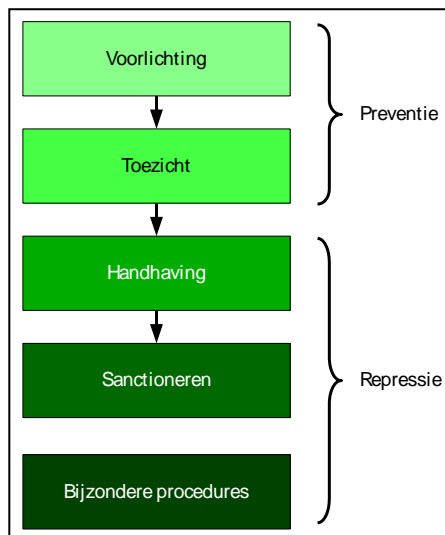 Voorlichting
Preventie
Toezicht
Handhaving
Sanctioneren
Repressie
Bijzondere procedures